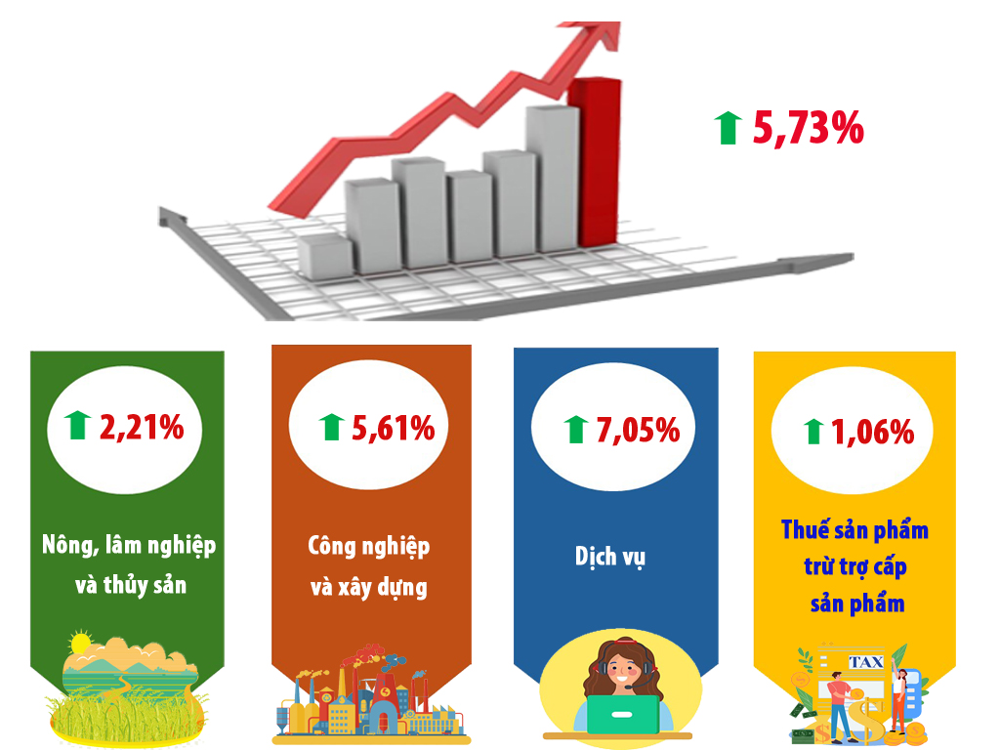 5,73%
2,21%
5,61%
7,05%
1,06%
Nông, lâm nghiệp
và thủy sản
Công nghiệp
và xây dựng
Dịch vụ
Thuế sản phẩm
trừ trợ cấp
sản phẩm
TAX